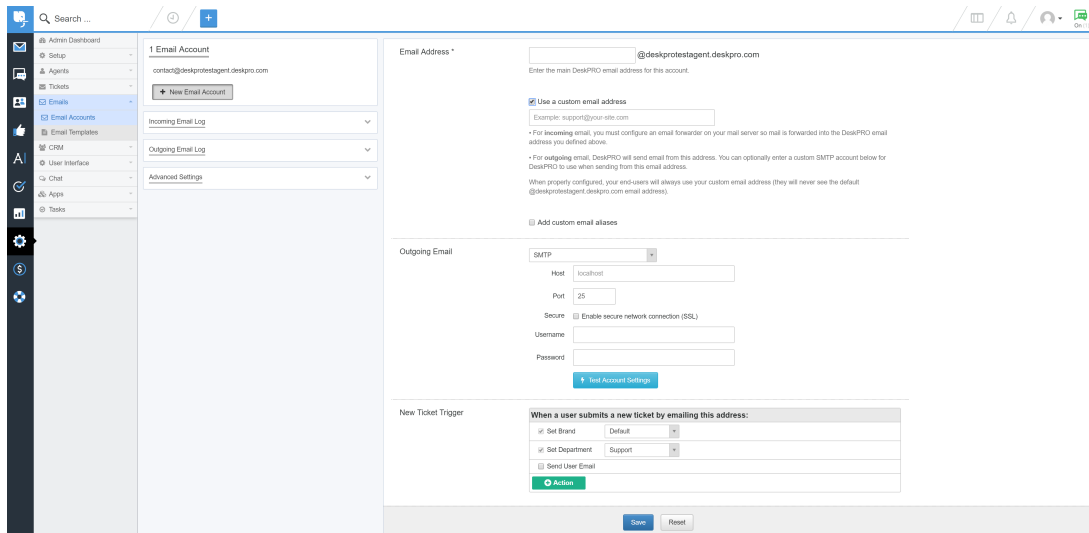 Search ...
On
Admin Dashboard
Setup
Agents
Tickets
Emails
Email Accounts
Email Templates
CRM
User Interface
Chat
Apps
Tasks
1 Email Account
contact@deskprotestagent.deskpro.com
+ New Email Account
Incoming Email Log
Outgoing Email Log
Advanced Settings
Email Address *
@deskprotestagent.deskpro.com
Enter the main DeskPRO email address for this account.
Use a custom email address
Example: support@your-site.com
• For incoming email, you must configure an email forwarder on your mail server so mail is forwarded into the DeskPRO email
address you defined above.
• For outgoing email, DeskPRO will send email from this address. You can optionally enter a custom SMTP account below for
DeskPRO to use when sending from this email address.
When properly configured, your end-users will always use your custom email address (they will never see the default
@deskprotestagent.deskpro.com email address).
Add custom email aliases
Outgoing Email
SMTP
Host localhost
Port 25
Secure Enable secure network connection (SSL)
Username
Password
Test Account Settings
New Ticket Trigger
When a user submits a new ticket by emailing this address:
Set Brand Default
Set Department Support
Send User Email
Action
Save Reset